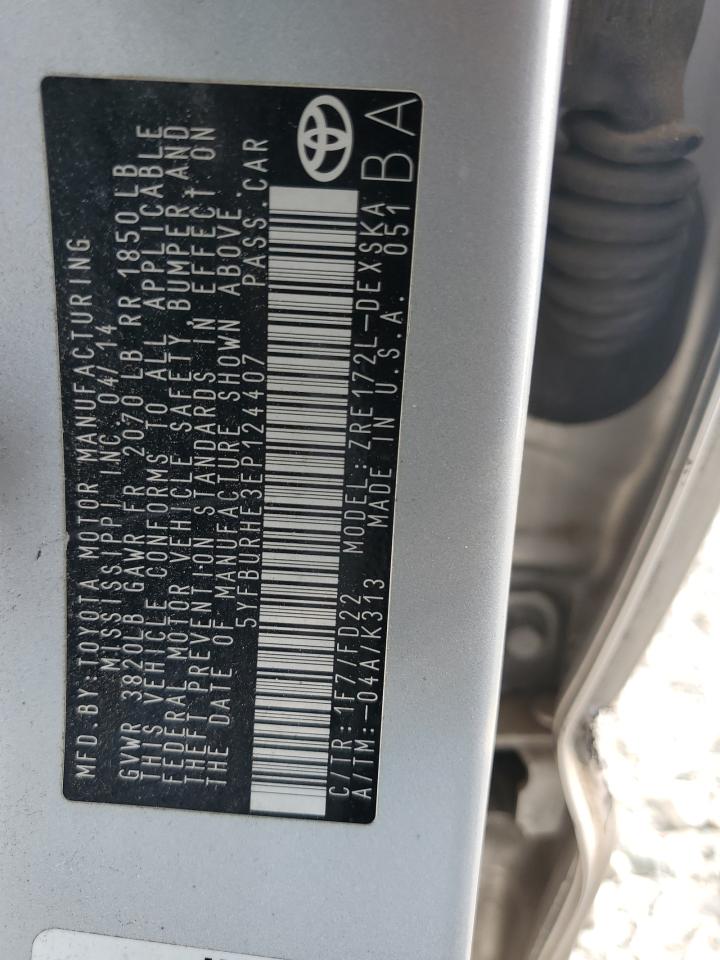 MFD.BY:TOYOTA MOTOR MANUFACTURING
MISSISSIPPI INC. 04/14
GVWR 3820LB GAWR FR 2070LB RR 1850LB
THIS VEHICLE CONFORMS TO ALL APPLICABLE
FEDERAL MOTOR VEHICLE SAFETY, BUMPER, AND
THEFT PREVENTION STANDARDS IN EFFECT ON
THE DATE OF MANUFACTURE SHOWN ABOVE.
5YFBURHE3EP124407 PASS.CAR
C/TR:1F7/FD22 MODEL:ZRE172L-DEXSKA
A/TM:-04A/K313 MADE IN U.S.A. 051 BA